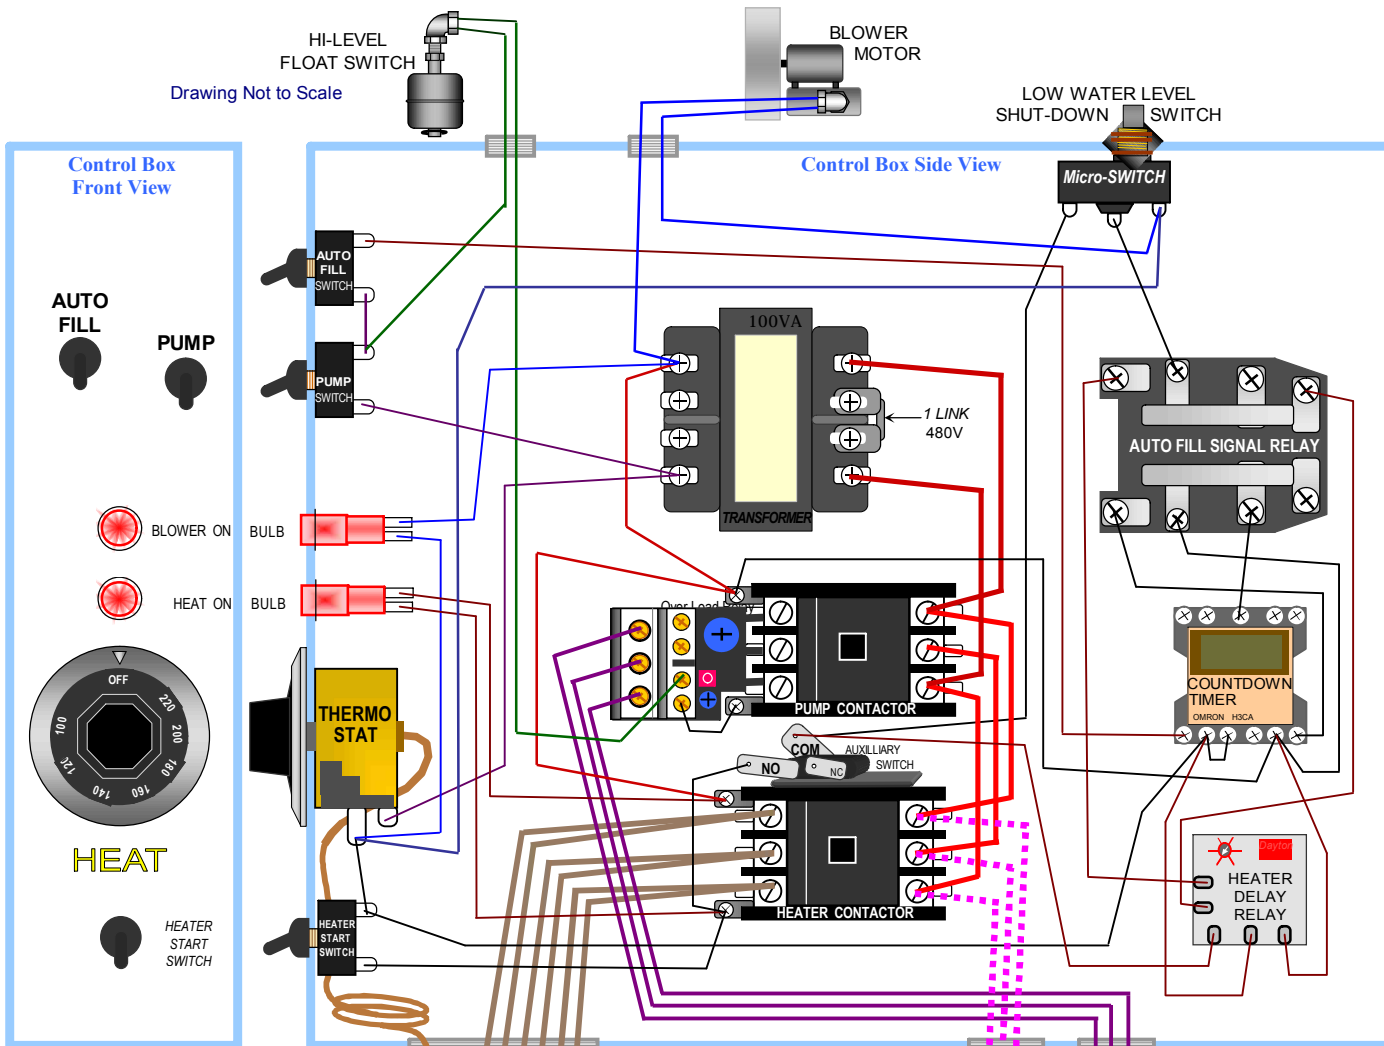 HI-LEVEL
FLOAT SWITCH
Drawing Not to Scale
BLOWER
MOTOR
LOW WATER LEVEL
SHUT-DOWN SWITCH
Control Box
Front View
Control Box Side View
Micro-SWITCH
AUTO
FILL
SWITCH
AUTO
FILL
PUMP
PUMP
SWITCH
100VA
1 LINK
480V
TRANSFORMER
AUTO FILL SIGNAL RELAY
BLOWER ON BULB
HEAT ON BULB
Over Load Relay
OFF
220
200
180
160
140
120
100
THERMO
STAT
PUMP CONTACTOR
COUNTDOWN
TIMER
OMRON H3CA
COM
NO
NC
AUXILLIARY
SWITCH
HEAT
Dayton
HEATER
DELAY
RELAY
HEATER CONTACTOR
HEATER
START
SWITCH
HEATER
START
SWITCH